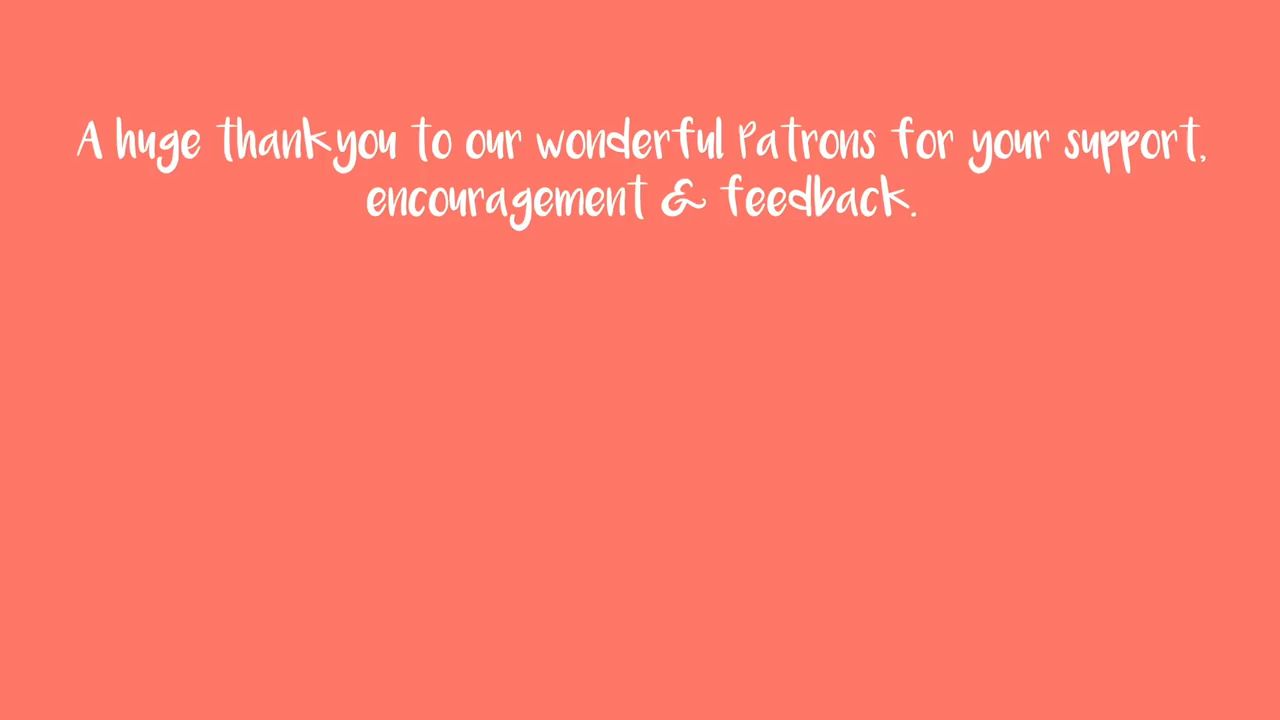 A huge thankyou to our wonderful Patrons for your support,
encouragement & feedback.